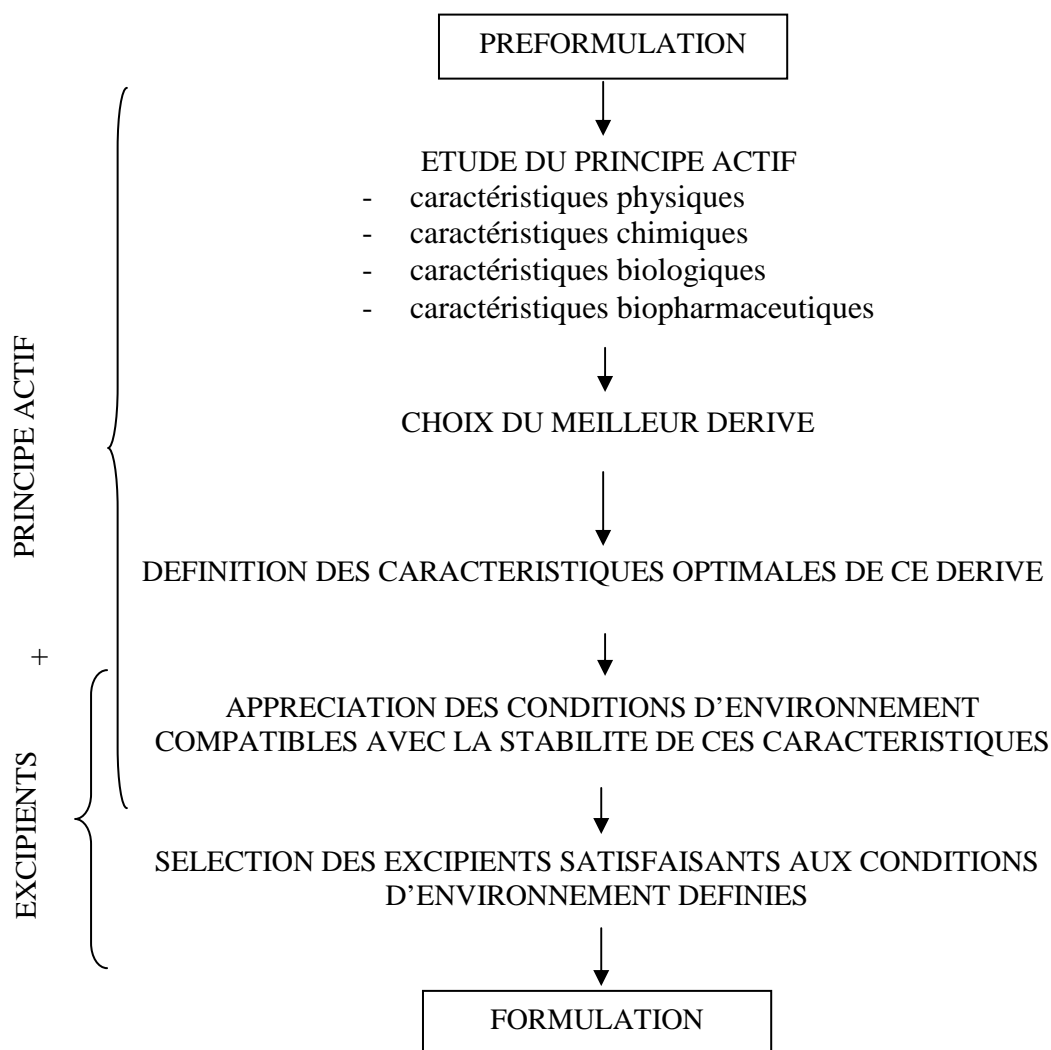 PREFORMULATION
ETUDE DU PRINCIPE ACTIF
- caractéristiques physiques
- caractéristiques chimiques
- caractéristiques biologiques
- caractéristiques biopharmaceutiques
CHOIX DU MEILLEUR DERIVE
DEFINITION DES CARACTERISTIQUES OPTIMALES DE CE DERIVE
APPRECIATION DES CONDITIONS D’ENVIRONNEMENT
COMPATIBLES AVEC LA STABILITE DE CES CARACTERISTIQUES
SELECTION DES EXCIPIENTS SATISFAISANTS AUX CONDITIONS
D’ENVIRONNEMENT DEFINIES
FORMULATION
PRINCIPE ACTIF
+
EXCIPIENTS